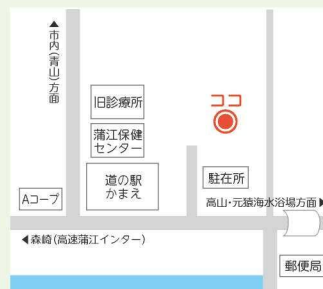 ▲市内(青山)方面
旧診療所
蒲江保健
センター
道の駅
かまえ
ココ
駐在所
Aコープ
高山・元猿海水浴場方面▶
◀森崎(高速蒲江インター)
郵便局